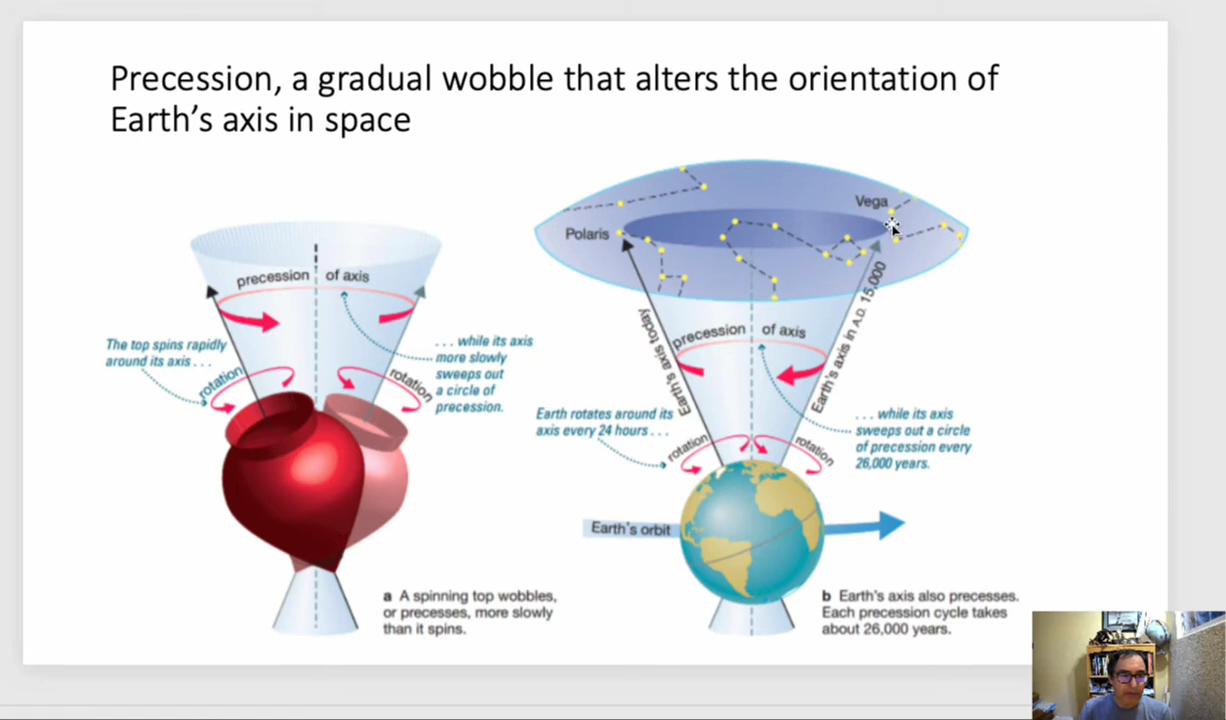 Precession, a gradual wobble that alters the orientation of
Earth's axis in space
precession of axis
The top spins rapidly
around its axis . . .
rotation
rotation
. . . while its axis
more slowly
sweeps out
a circle of
precession.
a A spinning top wobbles,
or precesses, more slowly
than it spins.
Vega
Polaris
Earth's axis today
precession of axis
Earth's axis in A.D. 15,000
Earth rotates around its
axis every 24 hours . . .
rotation
rotation
. . . while its axis
sweeps out a circle
of precession every
26,000 years.
Earth's orbit
b Earth's axis also precesses.
Each precession cycle takes
about 26,000 years.